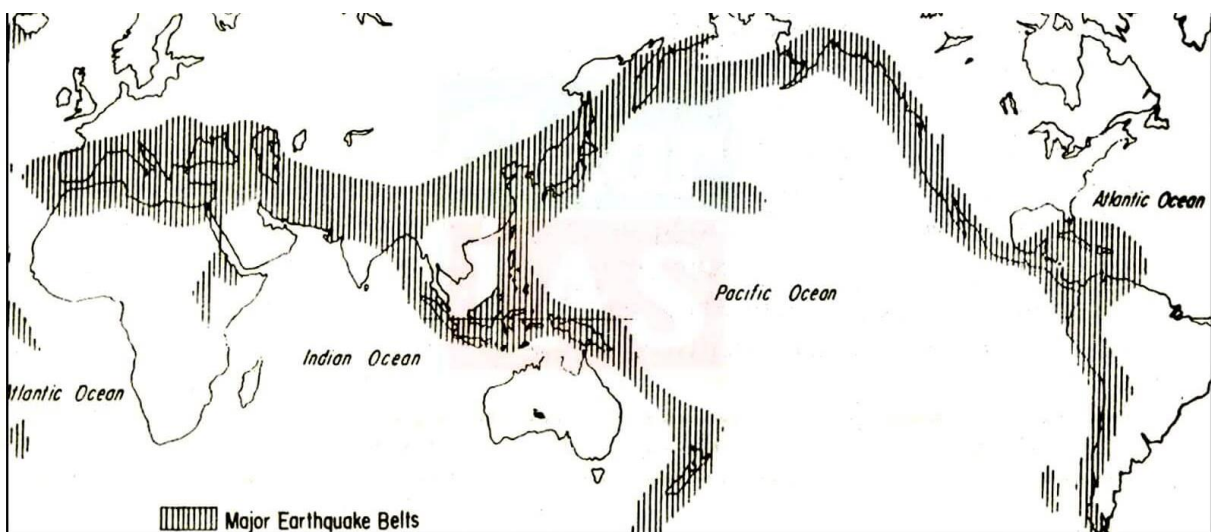 Atlantic Ocean
Pacific Ocean
Indian Ocean
tlantic Ocean
Major Earthquake Belts